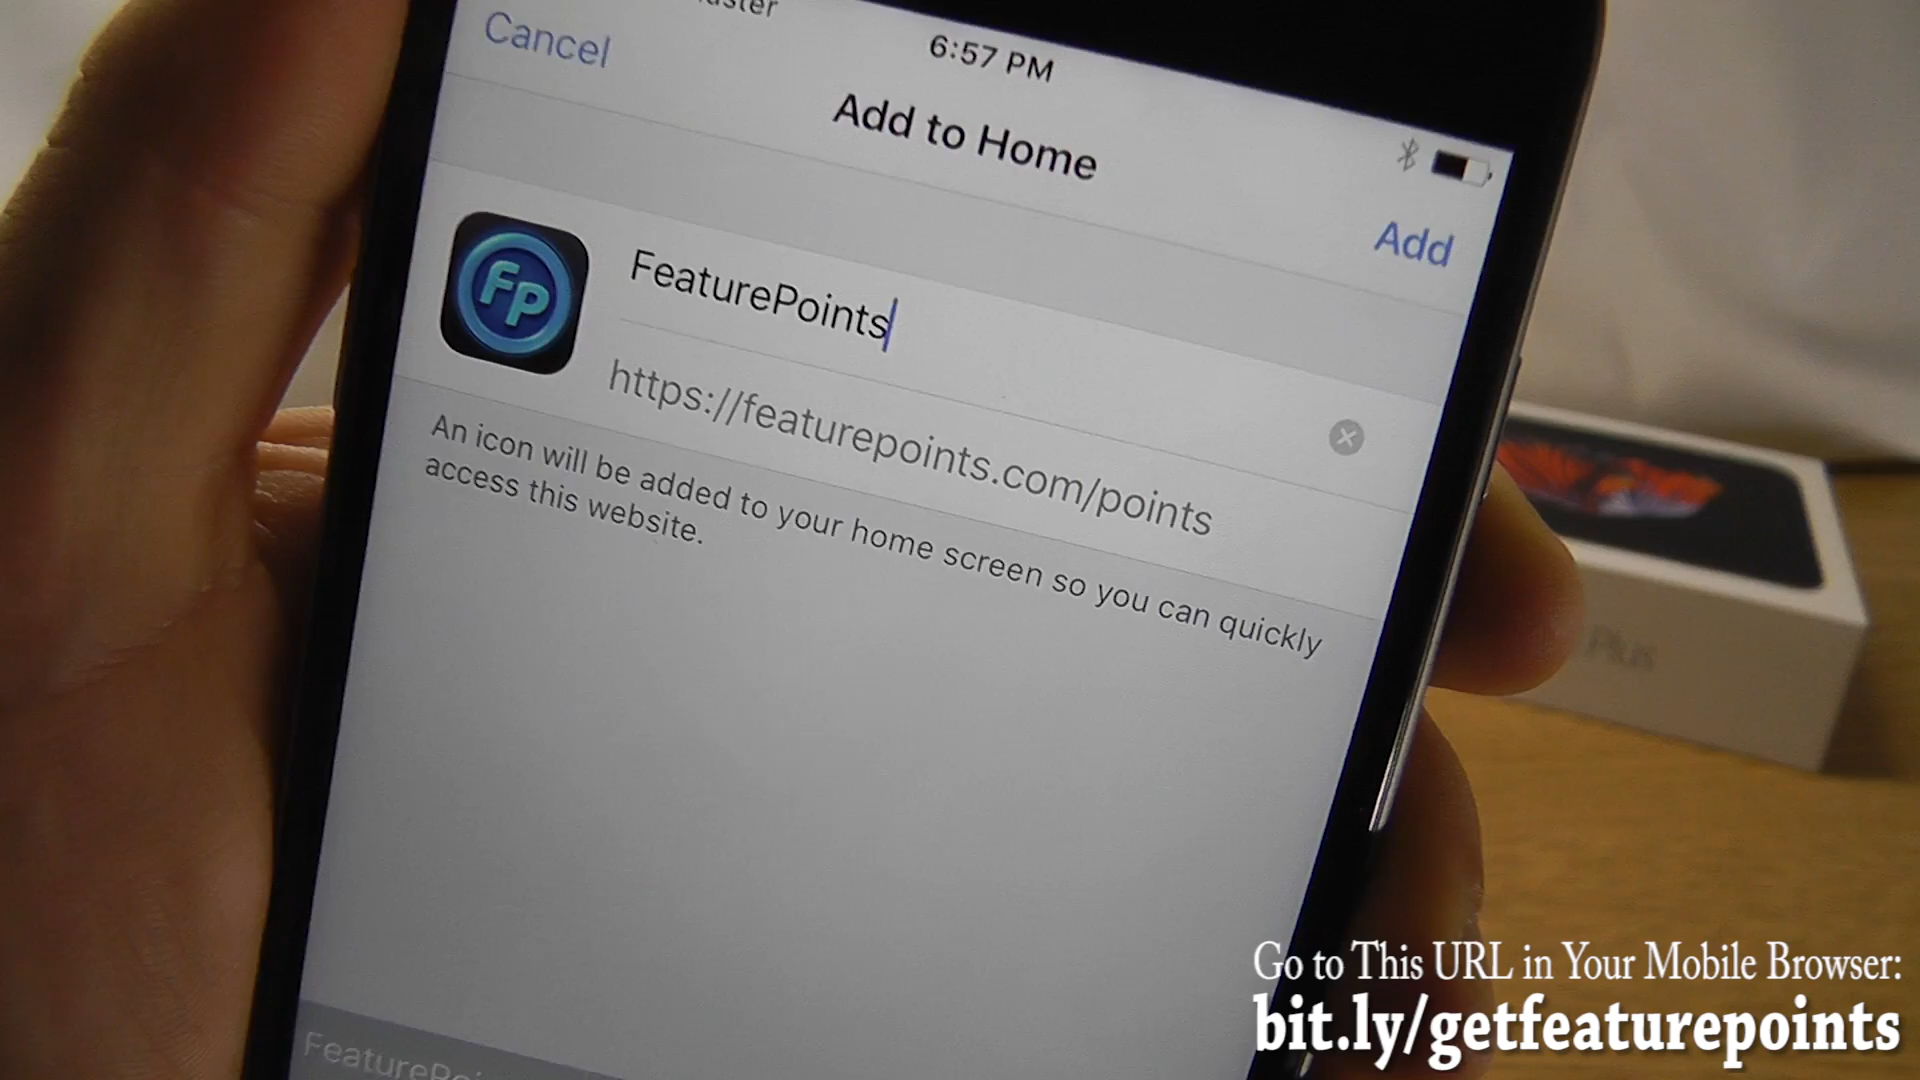 6:57 PM
Cancel
Add to Home
Add
FP
FeaturePoints
https://featurepoints.com/points
An icon will be added to your home screen so you can quickly
access this website.
Plus
Go to This URL in Your Mobile Browser:
bit.ly/getfeaturepoints